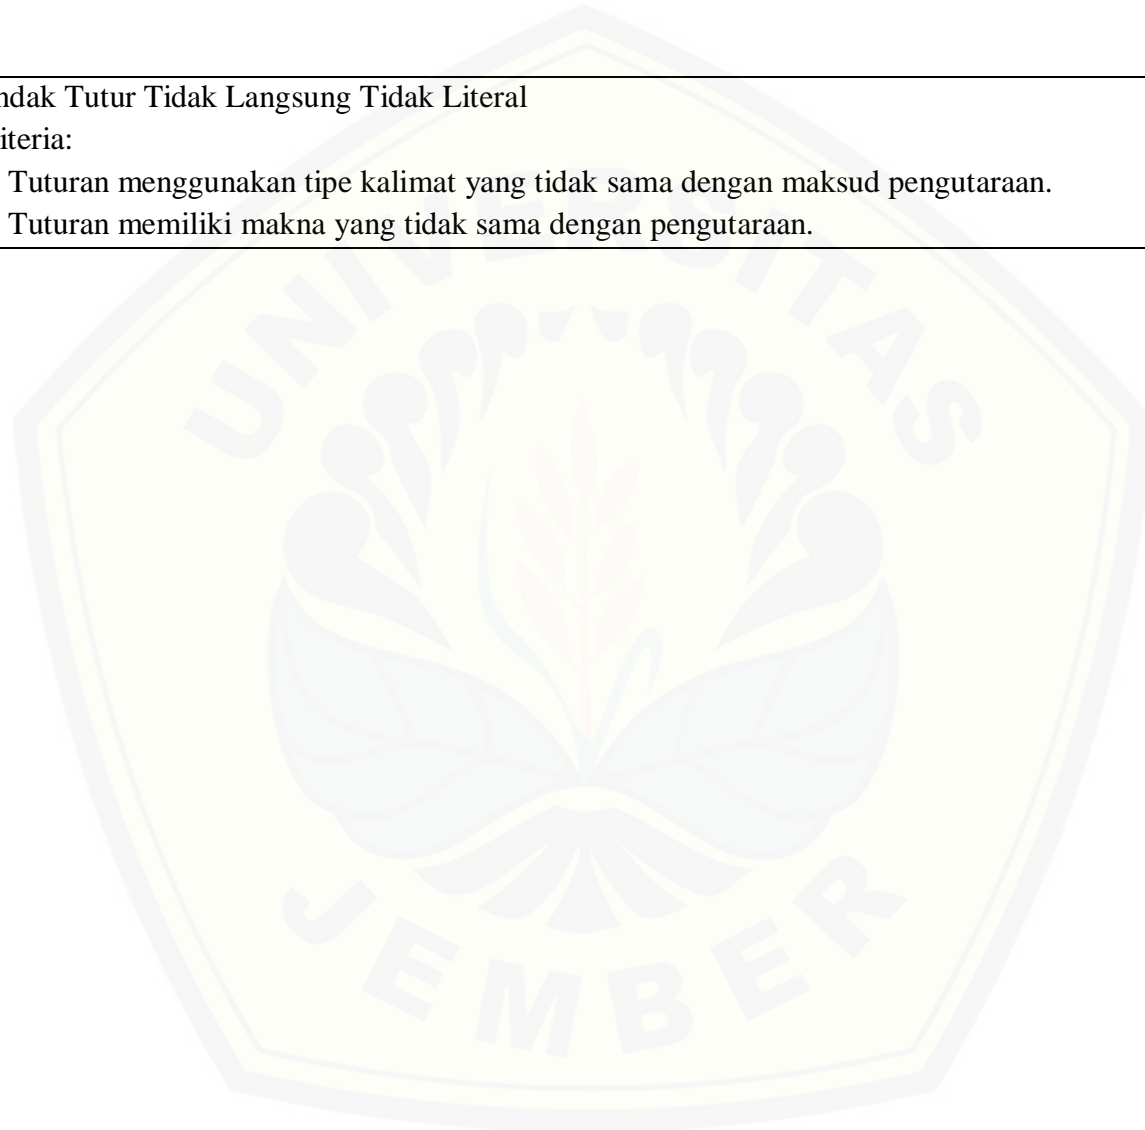 ndak Tutur Tidak Langsung Tidak Literal
iteria:
Tuturan menggunakan tipe kalimat yang tidak sama dengan maksud pengutaraan.
Tuturan memiliki makna yang tidak sama dengan pengutaraan.
UNIVERSITAS
JEMBER